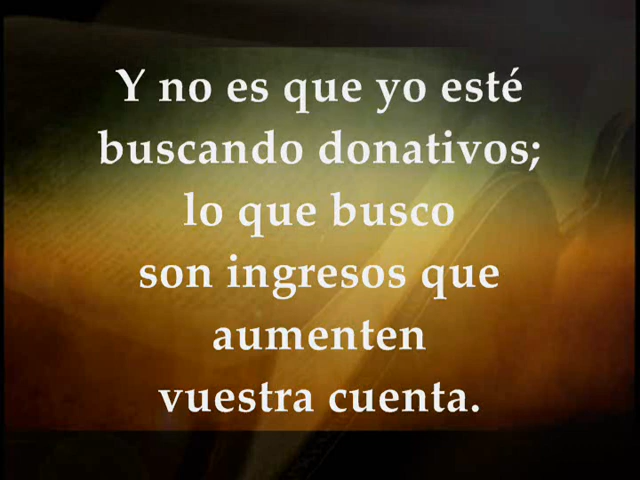 Y no es que yo esté
buscando donativos;
lo que busco
son ingresos que
aumenten
vuestra cuenta.